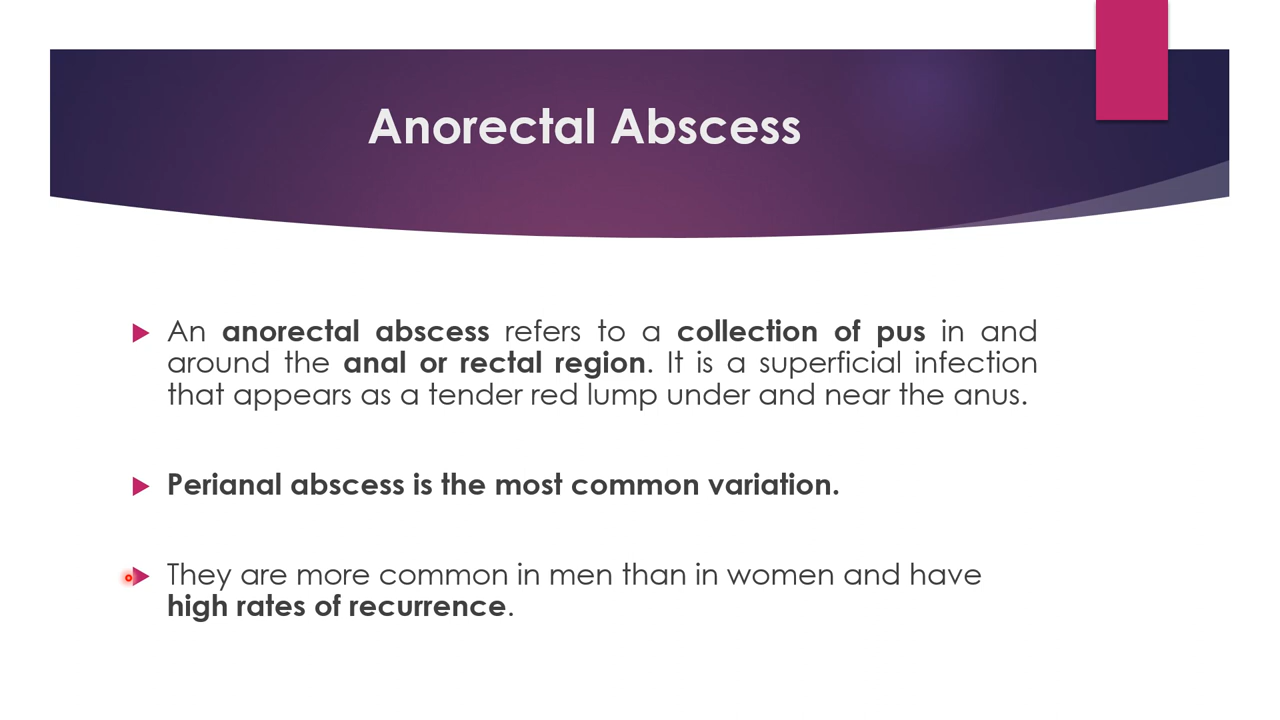 Anorectal Abscess
An anorectal abscess refers to a collection of pus in and
around the anal or rectal region. It is a superficial infection
that appears as a tender red lump under and near the anus.
Perianal abscess is the most common variation.
They are more common in men than in women and have
high rates of recurrence.